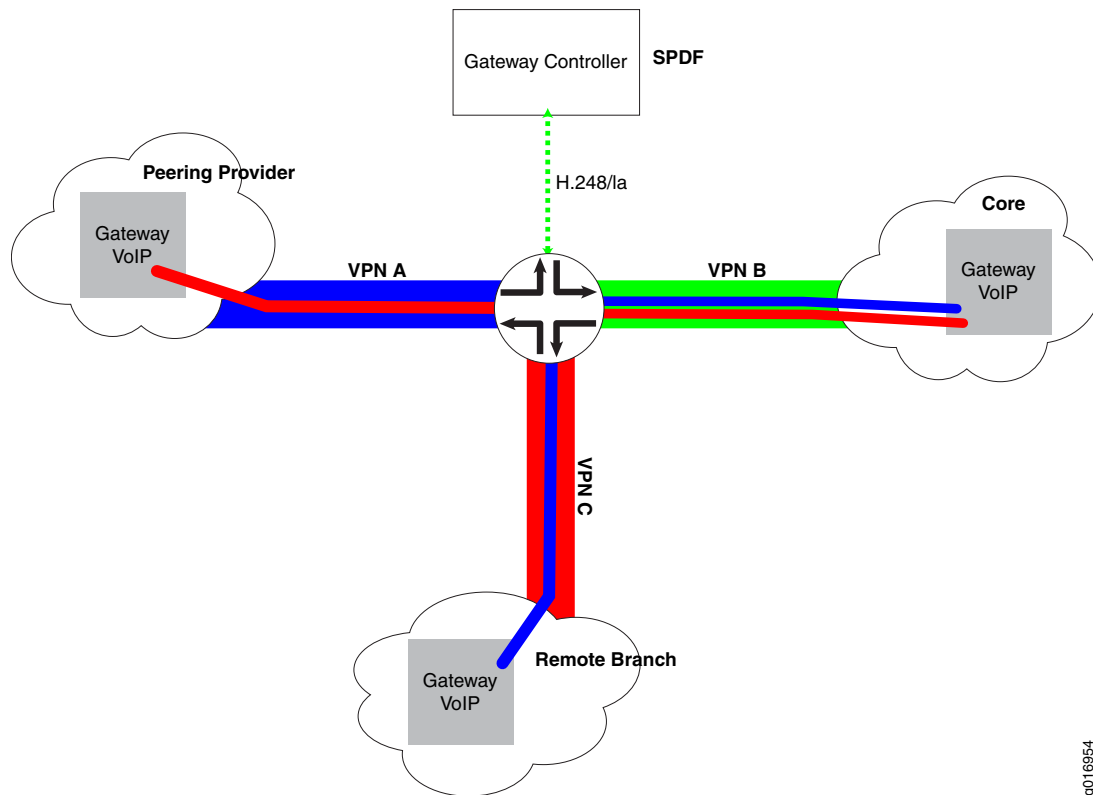 Gateway Controller
SPDF
H.248/Ia
Peering Provider
Gateway
VoIP
VPN A
VPN B
Core
Gateway
VoIP
VPN C
Remote Branch
Gateway
VoIP
g016954